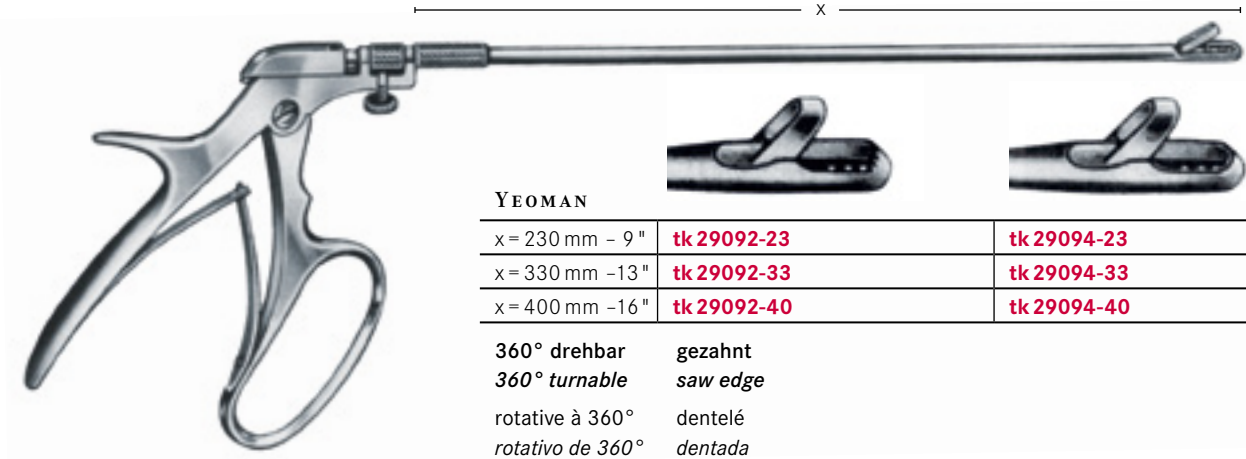 x
YEOMAN
x = 230 mm – 9 " tk 29092-23 tk 29094-23
x = 330 mm –13 " tk 29092-33 tk 29094-33
x = 400 mm –16 " tk 29092-40 tk 29094-40
360° drehbar gezahnt
360° turnable saw edge
rotative à 360° dentelé
rotativo de 360° dentada